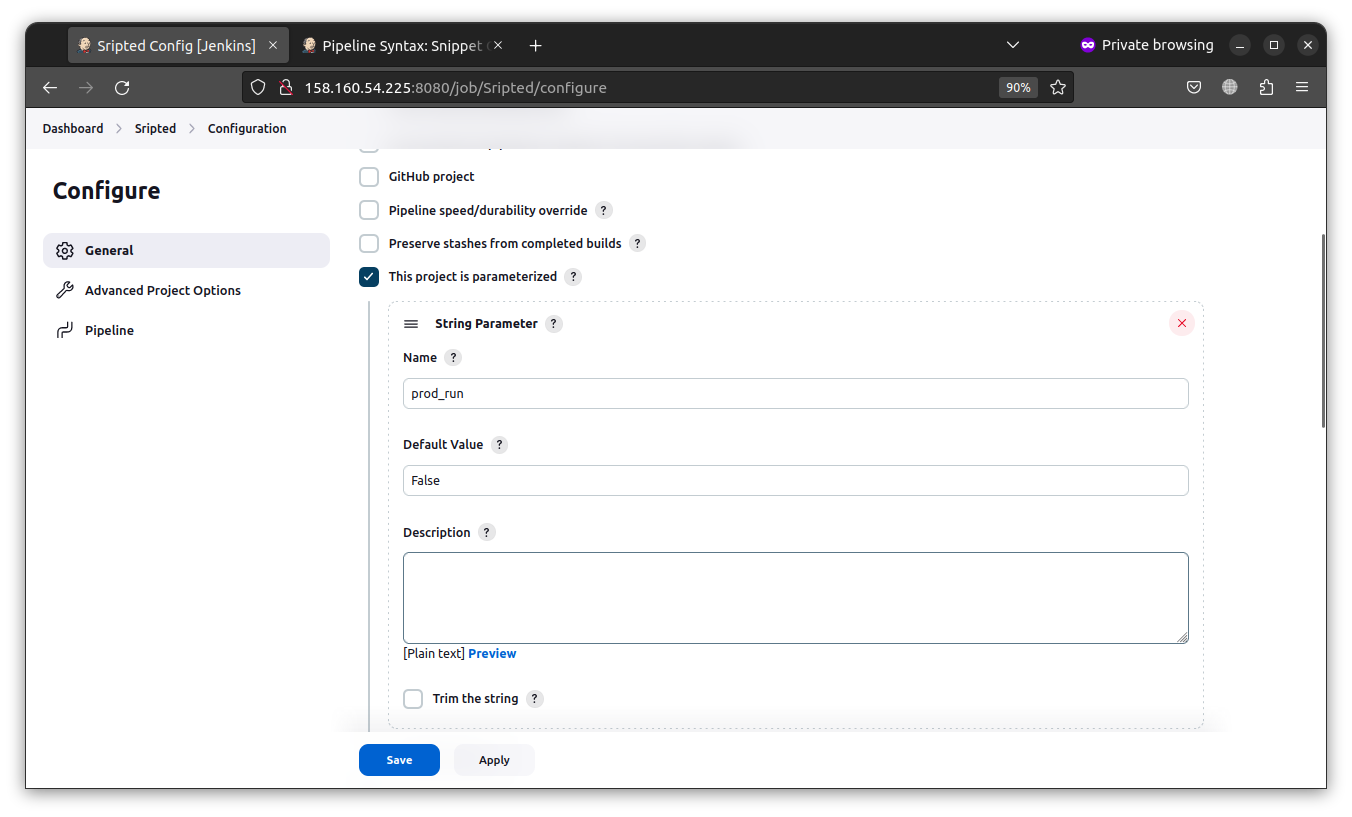 Sripted Config [Jenkins]
Pipeline Syntax: Snippet
Private browsing
158.160.54.225:8080/job/Sripted/configure
90%
Dashboard
Sripted
Configuration
Configure
General
Advanced Project Options
Pipeline
GitHub project
Pipeline speed/durability override ?
Preserve stashes from completed builds ?
This project is parameterized ?
String Parameter ?
Name ?
prod_run
Default Value ?
False
Description ?
[Plain text] Preview
Trim the string ?
Save
Apply